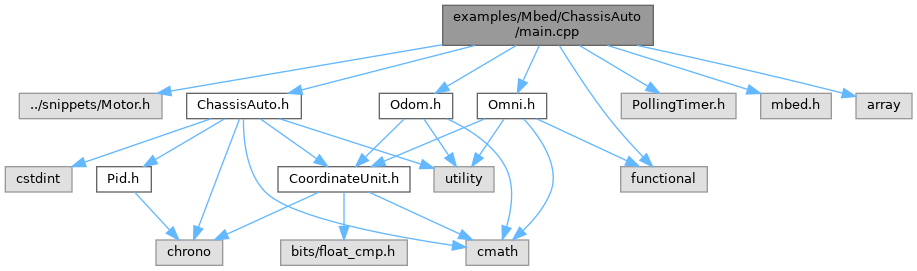 examples/Mbed/ChassisAuto
/main.cpp
../snippets/Motor.h
ChassisAuto.h
Odom.h
Omni.h
PollingTimer.h
mbed.h
array
cstdint
Pid.h
CoordinateUnit.h
utility
functional
chrono
bits/float_cmp.h
cmath